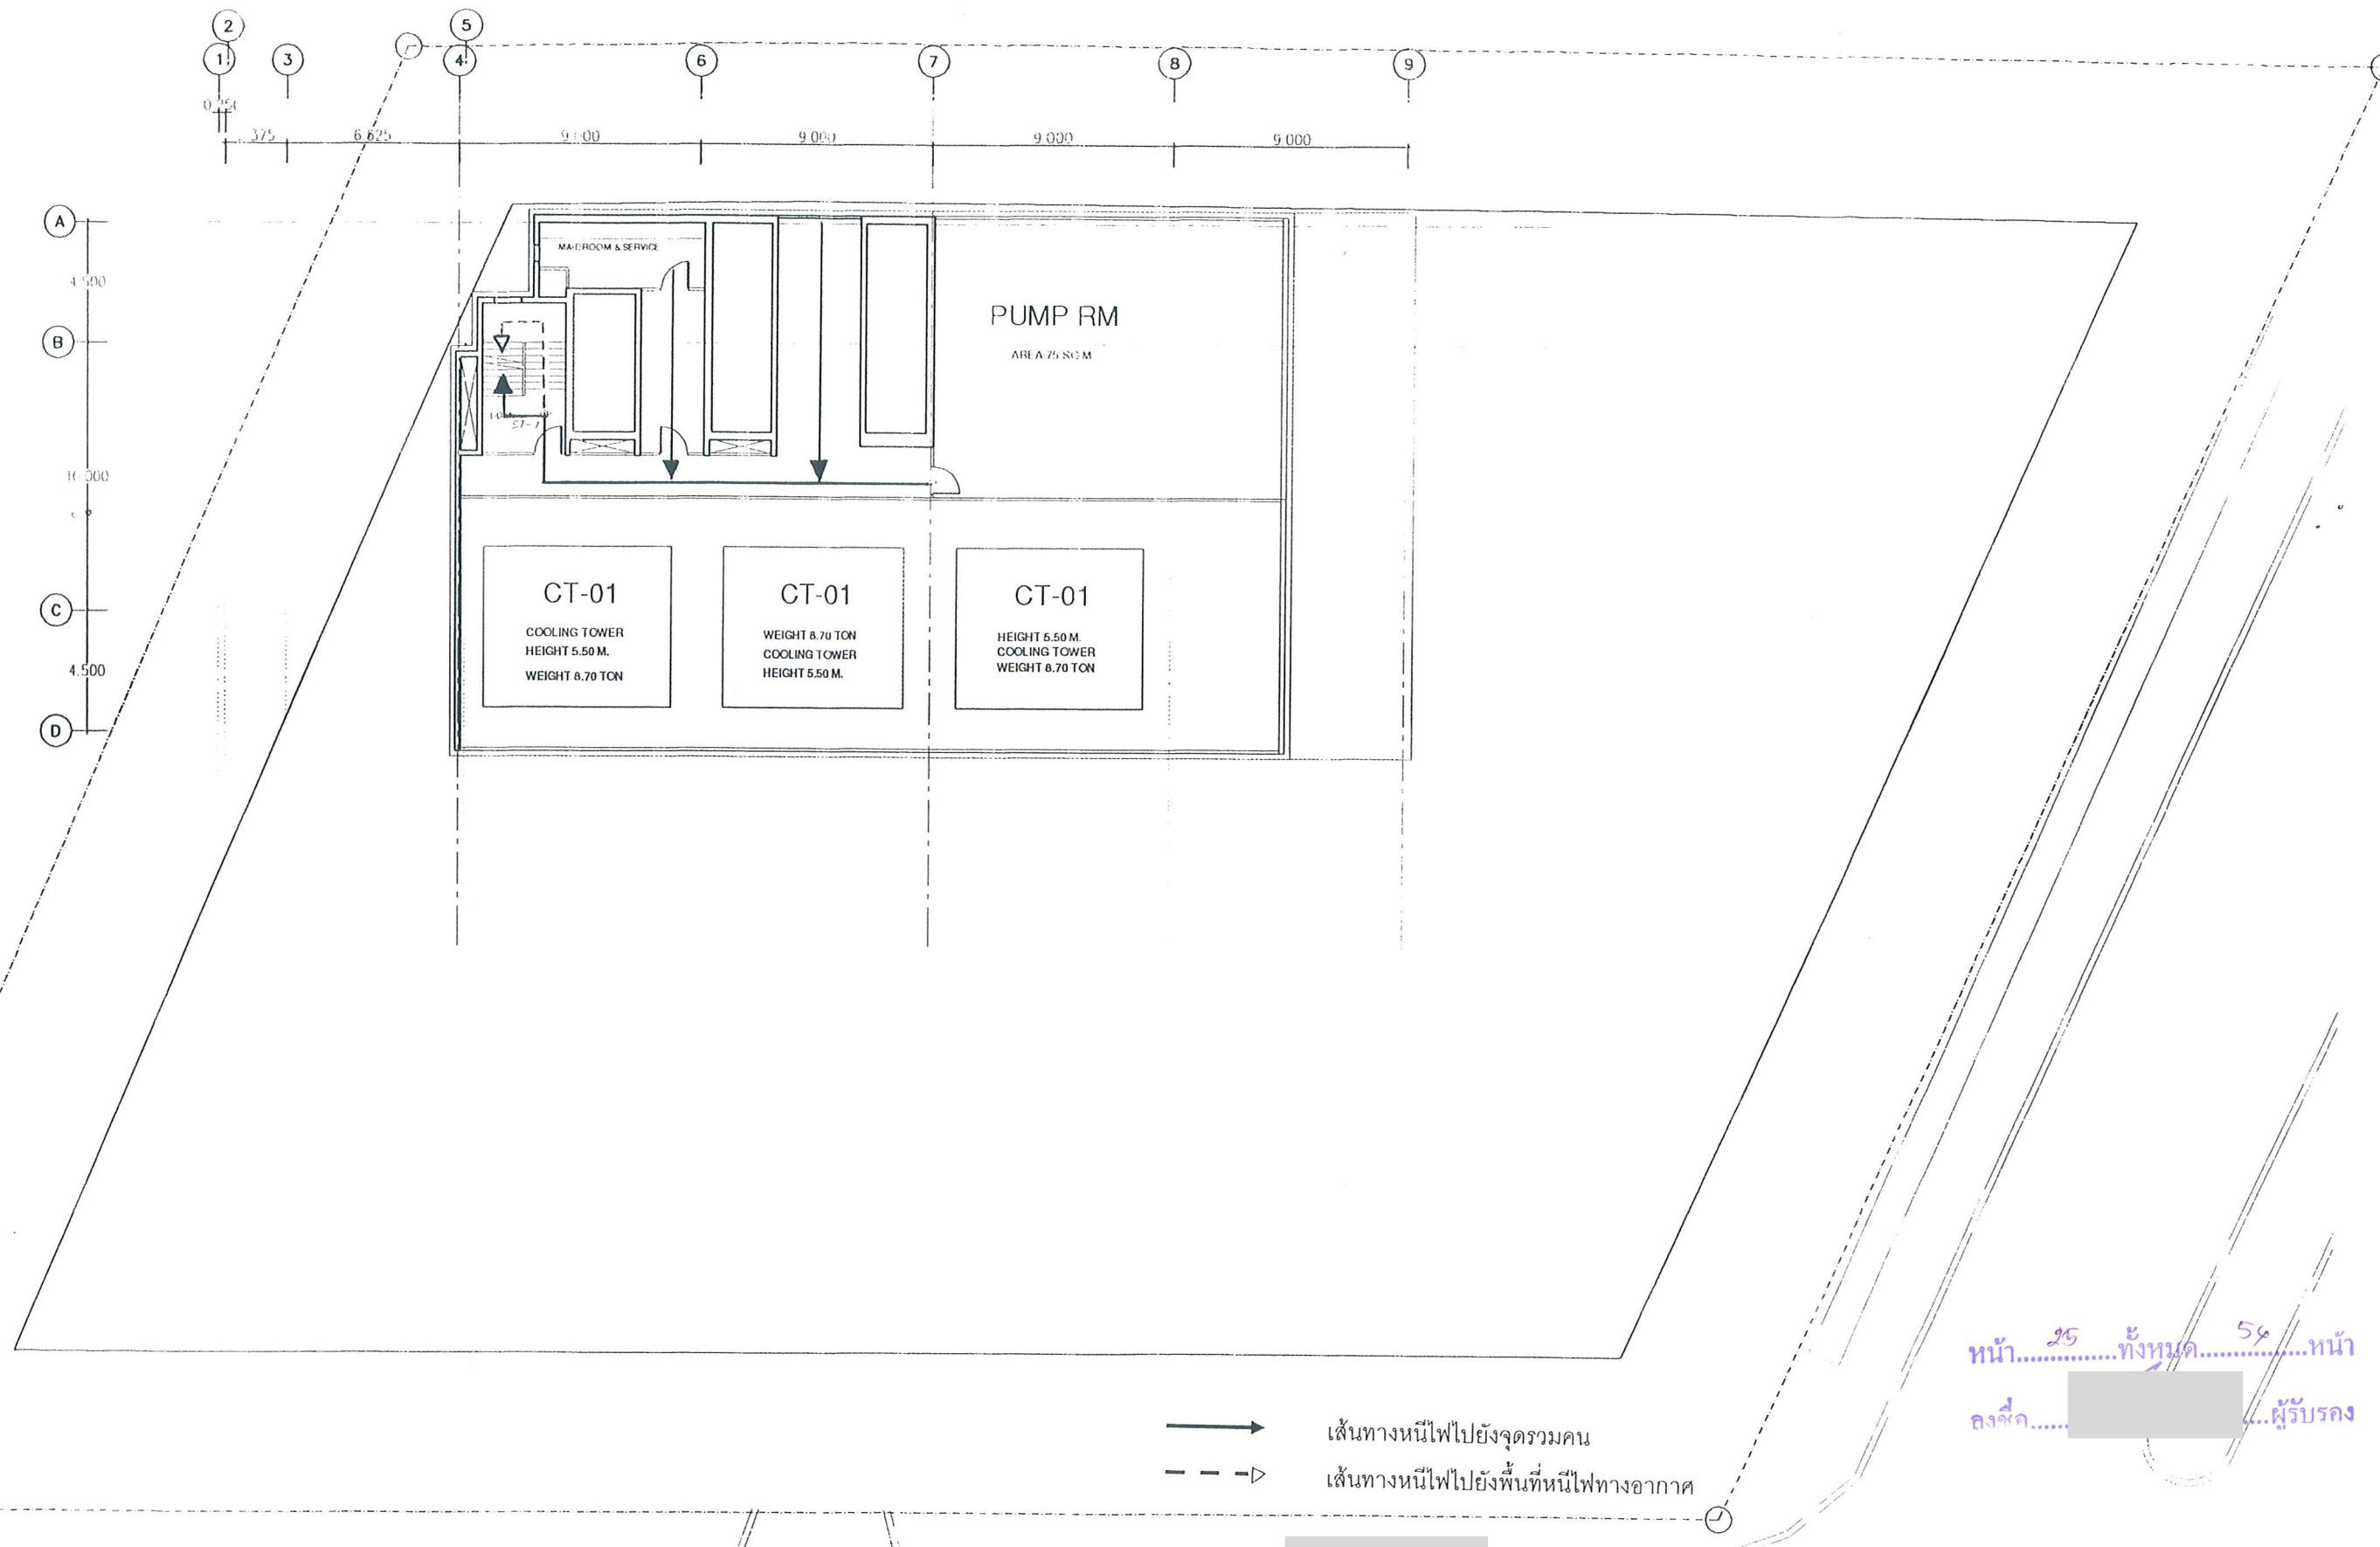 2
5
1
3
4
6
7
8
9
6.625
9.000
9.000
9.000
9.000
A
4.500
B
C
4.500
D
PUMP RM
ST-1
CT-01
COOLING TOWER
HEIGHT 5.50 M.
WEIGHT 8.70 TON
CT-01
WEIGHT 8.70 TON
COOLING TOWER
HEIGHT 5.50 M.
CT-01
HEIGHT 5.50 M.
COOLING TOWER
WEIGHT 8.70 TON
เส้นทางหนีไฟไปยังจุดรวมคน
เส้นทางหนีไฟไปยังพื้นที่หนีไฟทางอากาศ
หน้า 25 ทั้งหมด 54 หน้า
ลงชื่อ ผู้รับรอง